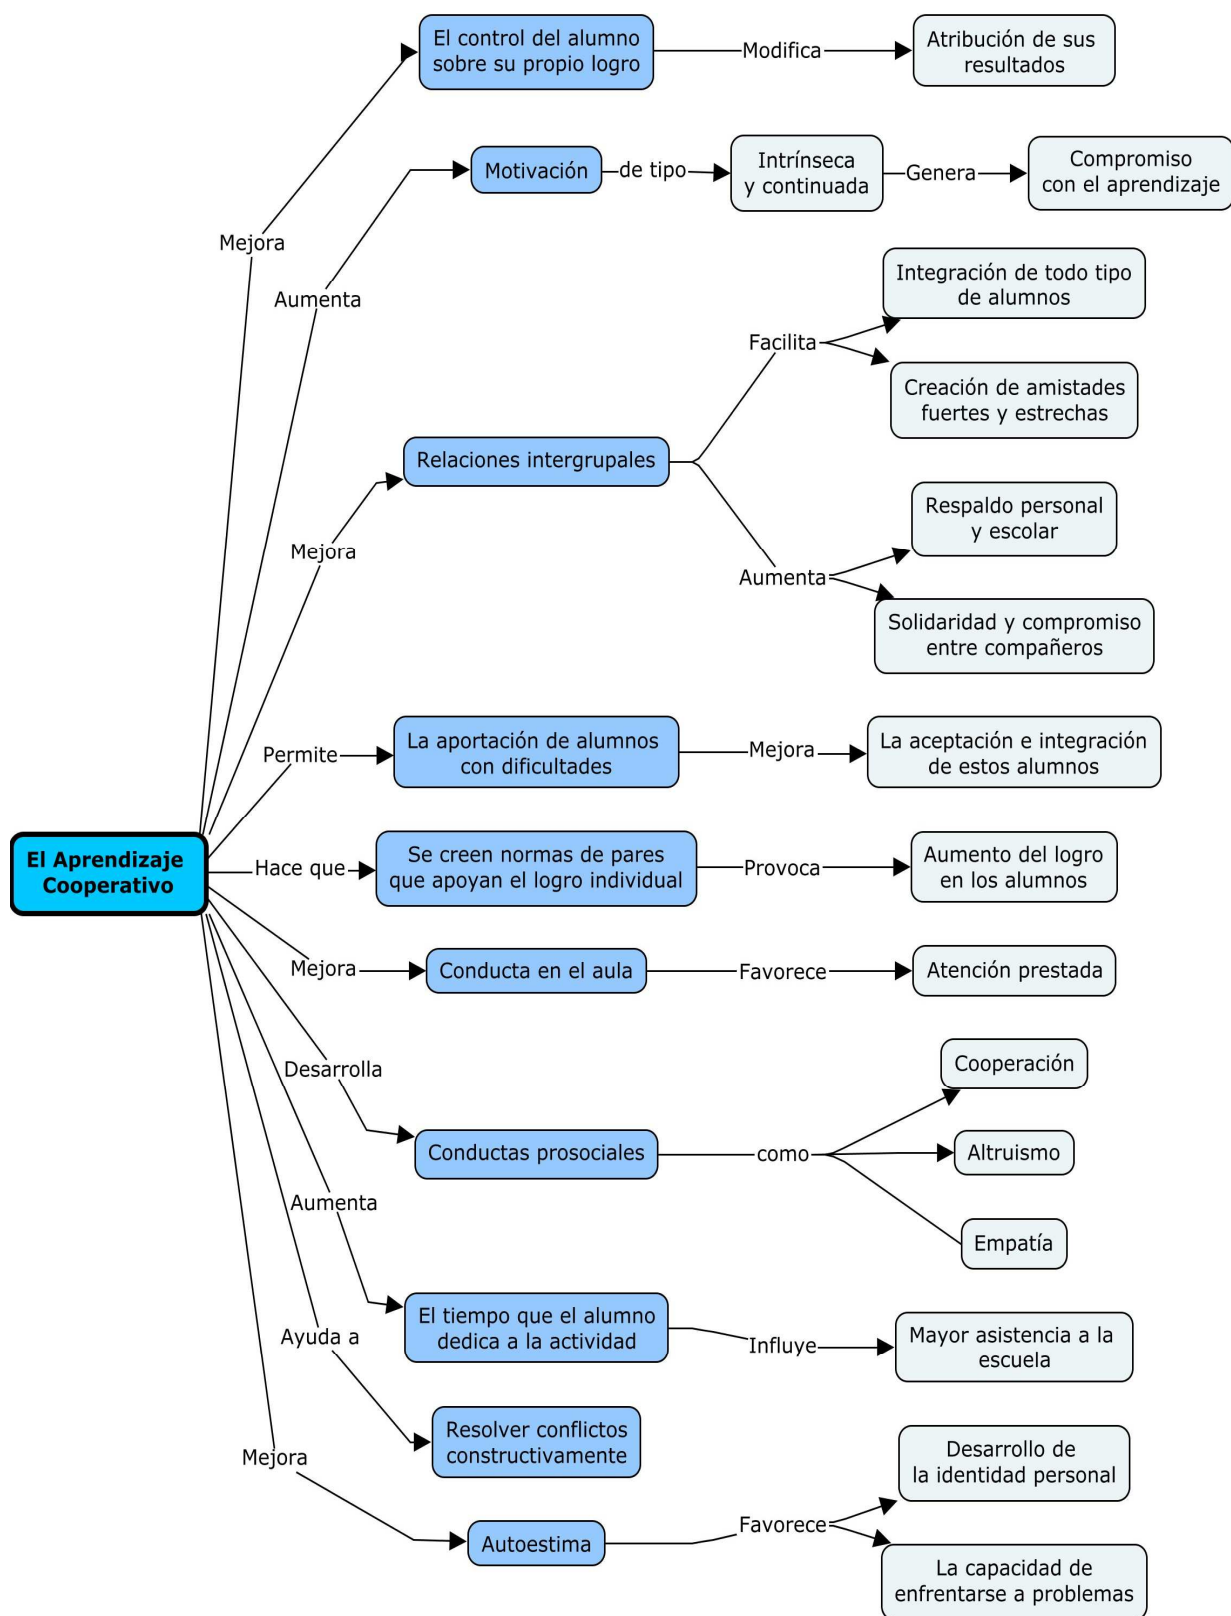 El control del alumno
sobre su propio logro
Modifica
Atribución de sus
resultados
Motivación
de tipo
Intrínseca
y continuada
Genera
Compromiso
con el aprendizaje
Mejora
Aumenta
Integración de todo tipo
de alumnos
Facilita
Creación de amistades
fuertes y estrechas
Relaciones intergrupales
Mejora
Respaldo personal
y escolar
Aumenta
Solidaridad y compromiso
entre compañeros
Permite
La aportación de alumnos
con dificultades
Mejora
La aceptación e integración
de estos alumnos
El Aprendizaje
Cooperativo
Hace que
Se creen normas de pares
que apoyan el logro individual
Provoca
Aumento del logro
en los alumnos
Mejora
Conducta en el aula
Favorece
Atención prestada
Desarrolla
Conductas prosociales
como
Cooperación
Altruismo
Empatía
Aumenta
El tiempo que el alumno
dedica a la actividad
Influye
Mayor asistencia a la
escuela
Ayuda a
Resolver conflictos
constructivamente
Mejora
Autoestima
Favorece
Desarrollo de
la identidad personal
La capacidad de
enfrentarse a problemas